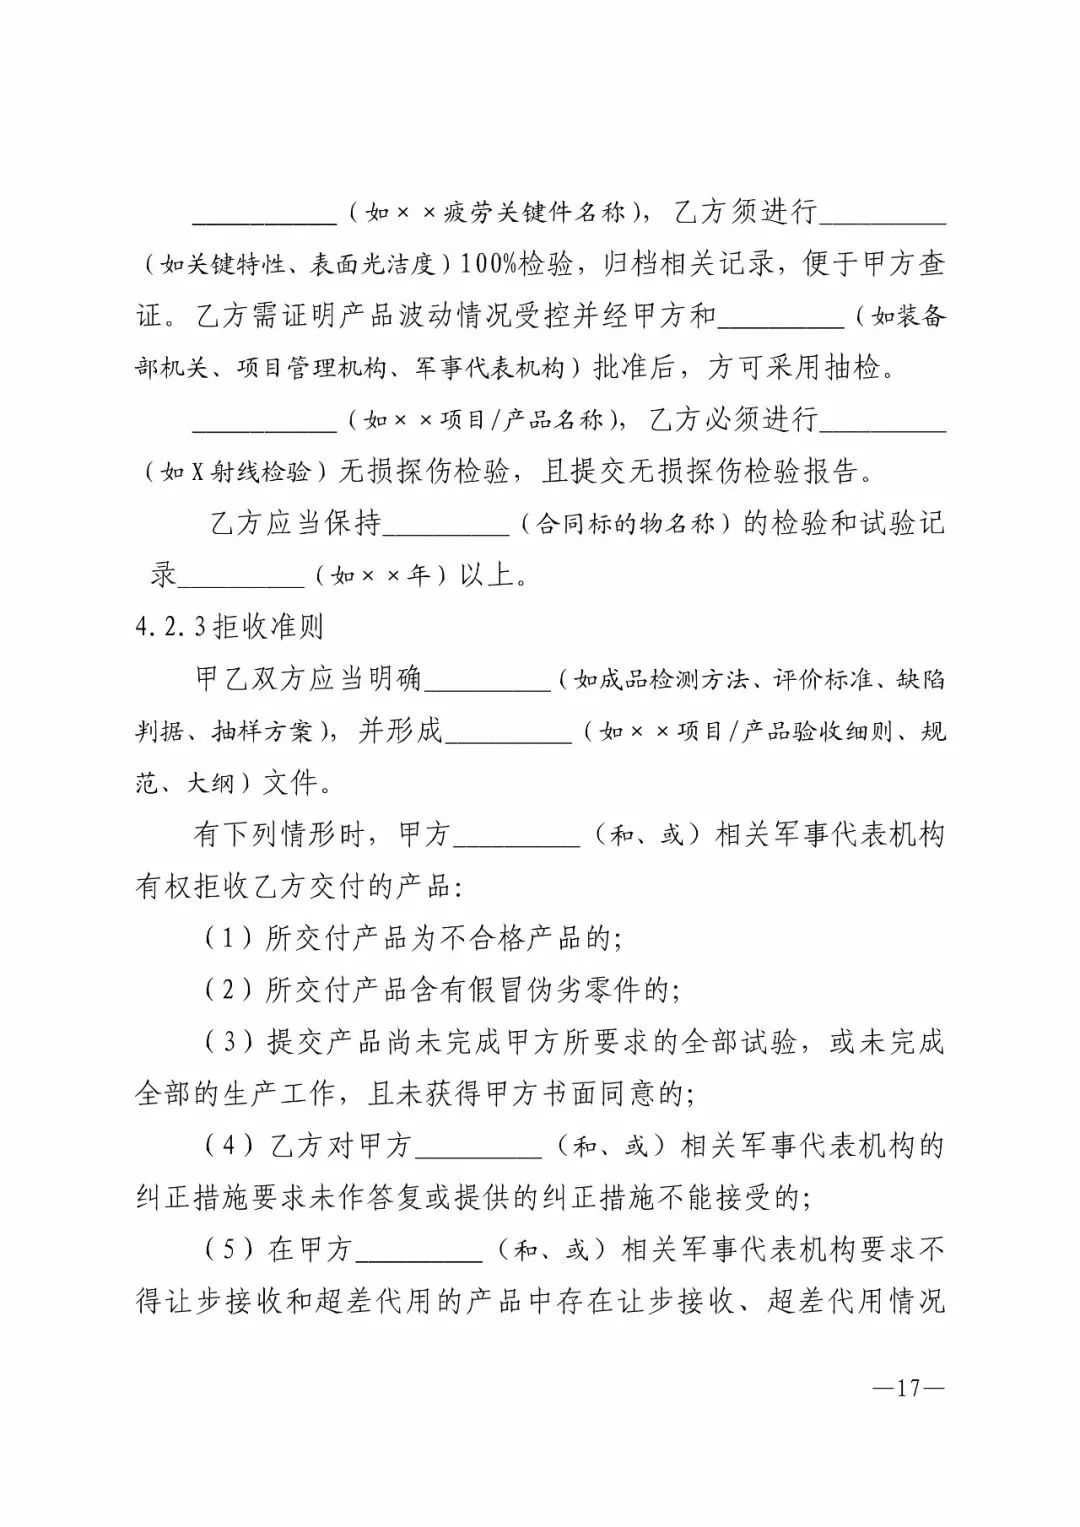 __________（如××疲劳关键件名称），乙方须进行_________
（如关键特性、表面光洁度）100%检验，归档相关记录，便于甲方查
证。乙方需证明产品波动情况受控并经甲方和_________（如装备
部机关、项目管理机构、军事代表机构）批准后，方可采用抽检。
__________（如××项目/产品名称），乙方必须进行_________
（如X射线检验）无损探伤检验，且提交无损探伤检验报告。
乙方应当保持_________（合同标的物名称）的检验和试验记
录_________（如××年）以上。
4.2.3拒收准则
甲乙双方应当明确_________（如成品检测方法、评价标准、缺陷
判据、抽样方案），并形成_________（如××项目/产品验收细则、规
范、大纲）文件。
有下列情形时，甲方_________（和、或）相关军事代表机构
有权拒收乙方交付的产品：
（1）所交付产品为不合格产品的；
（2）所交付产品含有假冒伪劣零件的；
（3）提交产品尚未完成甲方所要求的全部试验，或未完成
全部的生产工作，且未获得甲方书面同意的；
（4）乙方对甲方_________（和、或）相关军事代表机构的
纠正措施要求未作答复或提供的纠正措施不能接受的；
（5）在甲方_________（和、或）相关军事代表机构要求不
得让步接收和超差代用的产品中存在让步接收、超差代用情况
—17—